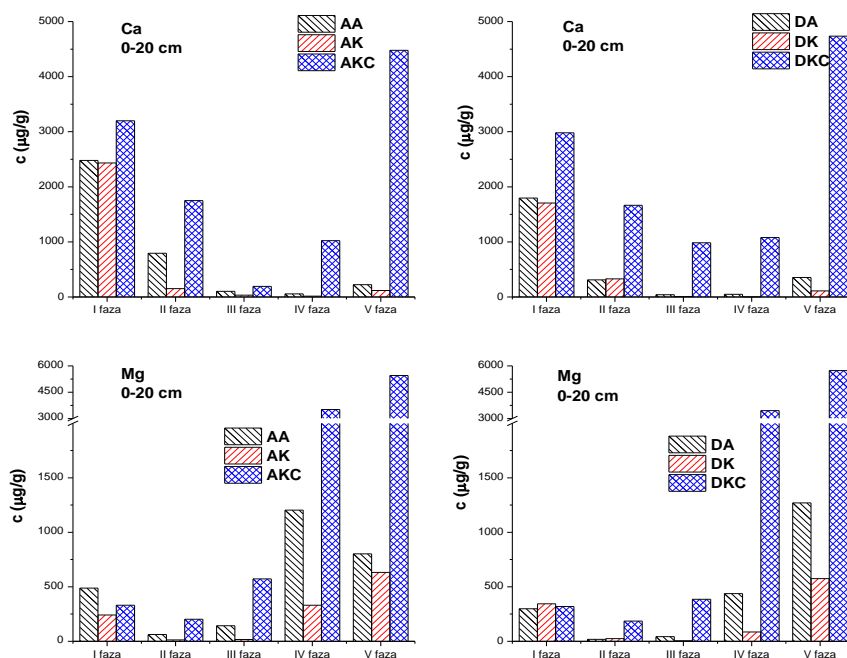 Ca
0-20 cm
AA
AK
AKC
c (µg/g)
5000
4000
3000
2000
1000
0
I faza
II faza
III faza
IV faza
V faza
Ca
0-20 cm
DA
DK
DKC
c (µg/g)
5000
4000
3000
2000
1000
0
I faza
II faza
III faza
IV faza
V faza
Mg
0-20 cm
AA
AK
AKC
c (µg/g)
6000
4500
3000
1500
1000
500
0
I faza
II faza
III faza
IV faza
V faza
Mg
0-20 cm
DA
DK
DKC
c (µg/g)
6000
4500
3000
1500
1000
500
0
I faza
II faza
III faza
IV faza
V faza